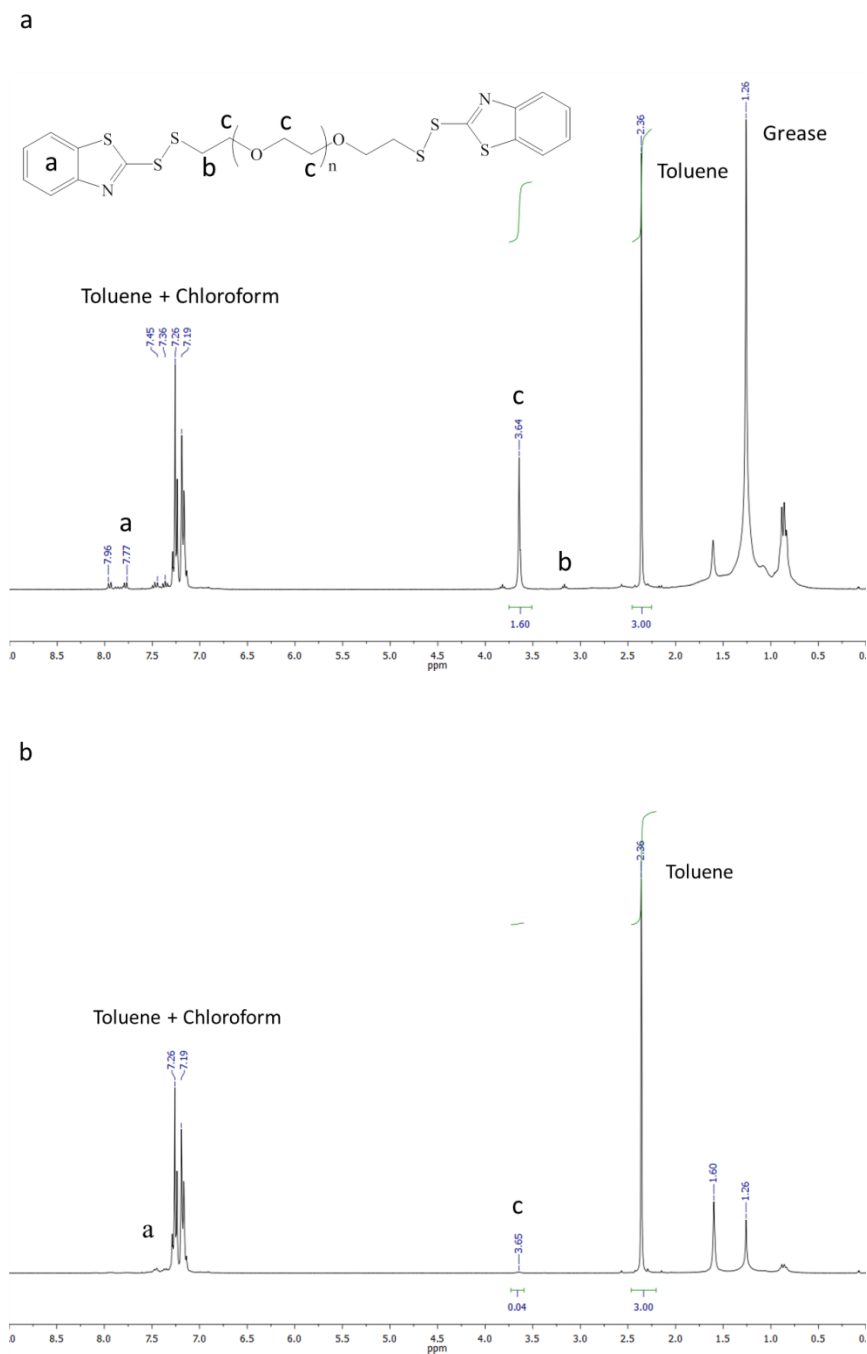 a
N
S
c
c
S
S
S
a
O
O
n
S
S
b
c
S
N
2.36
1.26
Grease
Toluene
Toluene + Chloroform
7.45
7.36
7.26
7.19
c
3.64
a
7.96
7.77
b
1.60
3.00
.0 8.5 8.0 7.5 7.0 6.5 6.0 5.5 5.0 4.5 4.0 3.5 3.0 2.5 2.0 1.5 1.0 0.5 0.
ppm
b
2.36
Toluene
Toluene + Chloroform
7.26
7.19
1.60
1.26
c
a
3.65
0.04
3.00
.0 8.5 8.0 7.5 7.0 6.5 6.0 5.5 5.0 4.5 4.0 3.5 3.0 2.5 2.0 1.5 1.0 0.5 0.
ppm